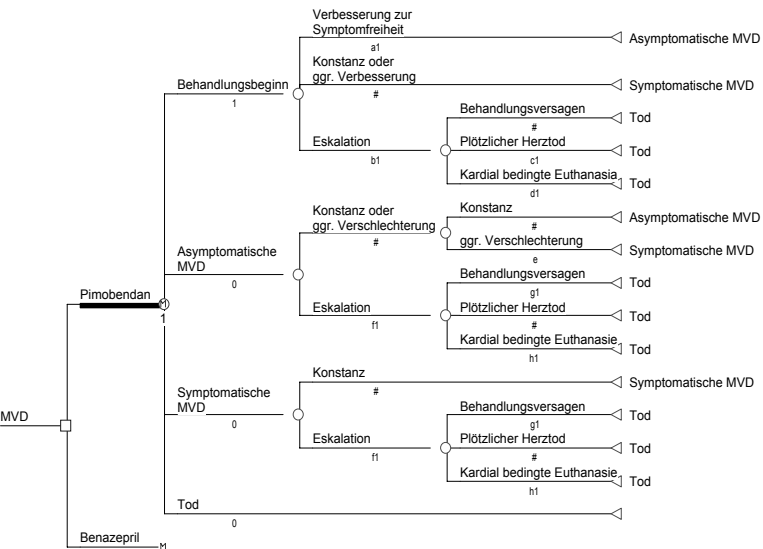 Verbesserung zur
Symptomfreiheit
a1
Asymptomatische MVD
Konstanz oder
ggr. Verbesserung
#
Symptomatische MVD
Behandlungsbeginn
1
Behandlungsversagen
#
Tod
Eskalation
b1
Plötzlicher Herztod
c1
Tod
Kardial bedingte Euthanasia
d1
Tod
Konstanz oder
ggr. Verschlechterung
#
Konstanz
#
Asymptomatische MVD
ggr. Verschlechterung
e
Symptomatische MVD
Asymptomatische
MVD
0
Behandlungsversagen
g1
Tod
Pimobendan
M
1
Eskalation
f1
Plötzlicher Herztod
#
Tod
Kardial bedingte Euthanasie
h1
Tod
Konstanz
#
Symptomatische MVD
Symptomatische
MVD
0
Behandlungsversagen
g1
Tod
MVD
Eskalation
f1
Plötzlicher Herztod
#
Tod
Kardial bedingte Euthanasie
h1
Tod
Tod
0
Benazepril
M